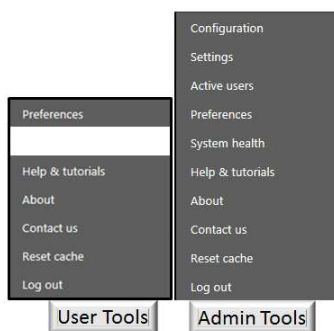 Preferences
Help & tutorials
About
Contact us
Reset cache
Log out
User Tools
Configuration
Settings
Active users
Preferences
System health
Help & tutorials
About
Contact us
Reset cache
Log out
Admin Tools